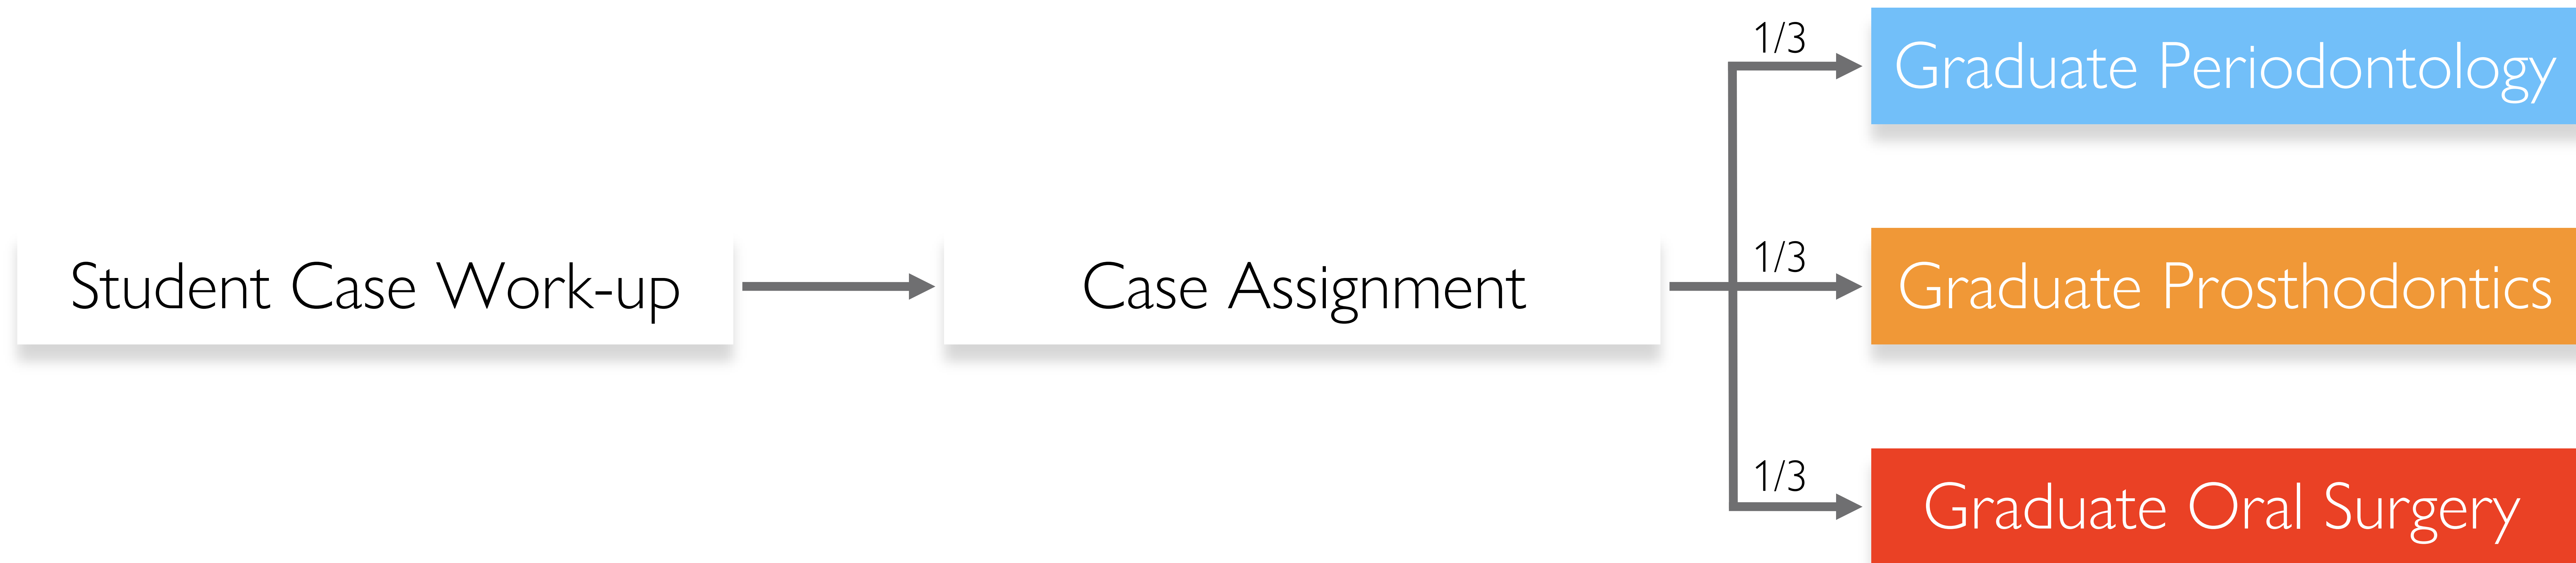 1/3
Graduate Periodontology
Student Case Work-up
Case Assignment
1/3
Graduate Prosthodontics
1/3
Graduate Oral Surgery